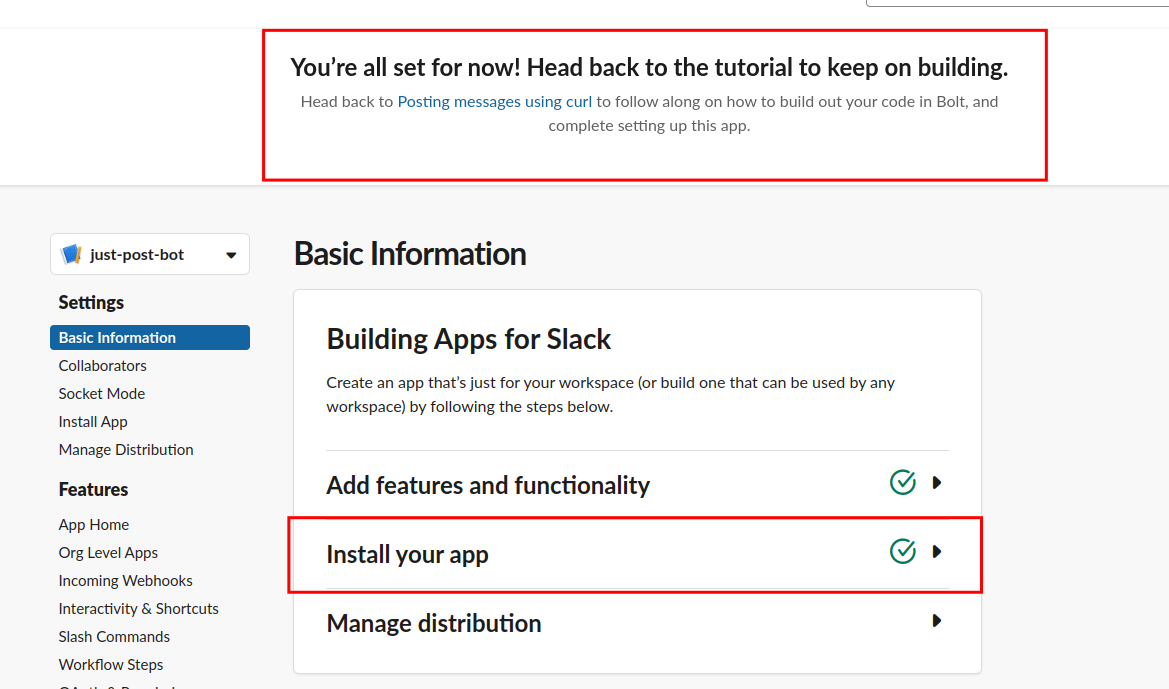 You're all set for now! Head back to the tutorial to keep on building.
Head back to Posting messages using curl to follow along on how to build out your code in Bolt, and
complete setting up this app.
just-post-bot
Settings
Basic Information
Collaborators
Socket Mode
Install App
Manage Distribution
Features
App Home
Org Level Apps
Incoming Webhooks
Interactivity & Shortcuts
Slash Commands
Workflow Steps
Basic Information
Building Apps for Slack
Create an app that's just for your workspace (or build one that can be used by any
workspace) by following the steps below.
Add features and functionality
Install your app
Manage distribution